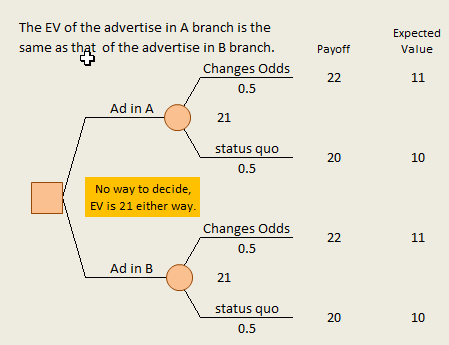 The EV of the advertise in A branch is the
same as that of the advertise in B branch.
Expected
Payoff Value
Changes Odds 22 11
0.5
Ad in A
21
status quo 20 10
0.5
No way to decide,
EV is 21 either way.
Changes Odds 22 11
0.5
Ad in B
21
status quo 20 10
0.5